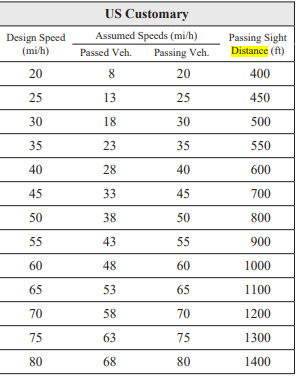 US Customary
Design Speed Assumed Speeds (mi/h) Passing Sight
(mi/h) Passed Veh. Passing Veh. Distance (ft)
20 8 20 400
25 13 25 450
30 18 30 500
35 23 35 550
40 28 40 600
45 33 45 700
50 38 50 800
55 43 55 900
60 48 60 1000
65 53 65 1100
70 58 70 1200
75 63 75 1300
80 68 80 1400